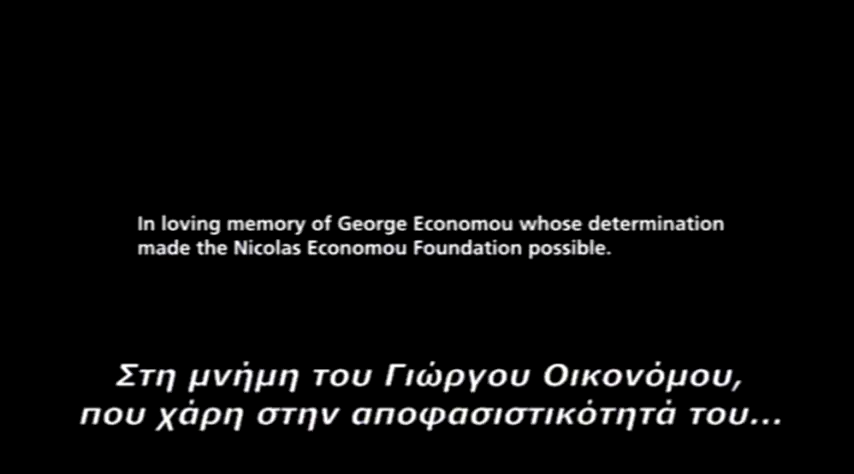 In loving memory of George Economou whose determination
made the Nicolas Economou Foundation possible.
Στη μνήμη του Γιώργου Οικονόμου,
που χάρη στην αποφασιστικότητά του...